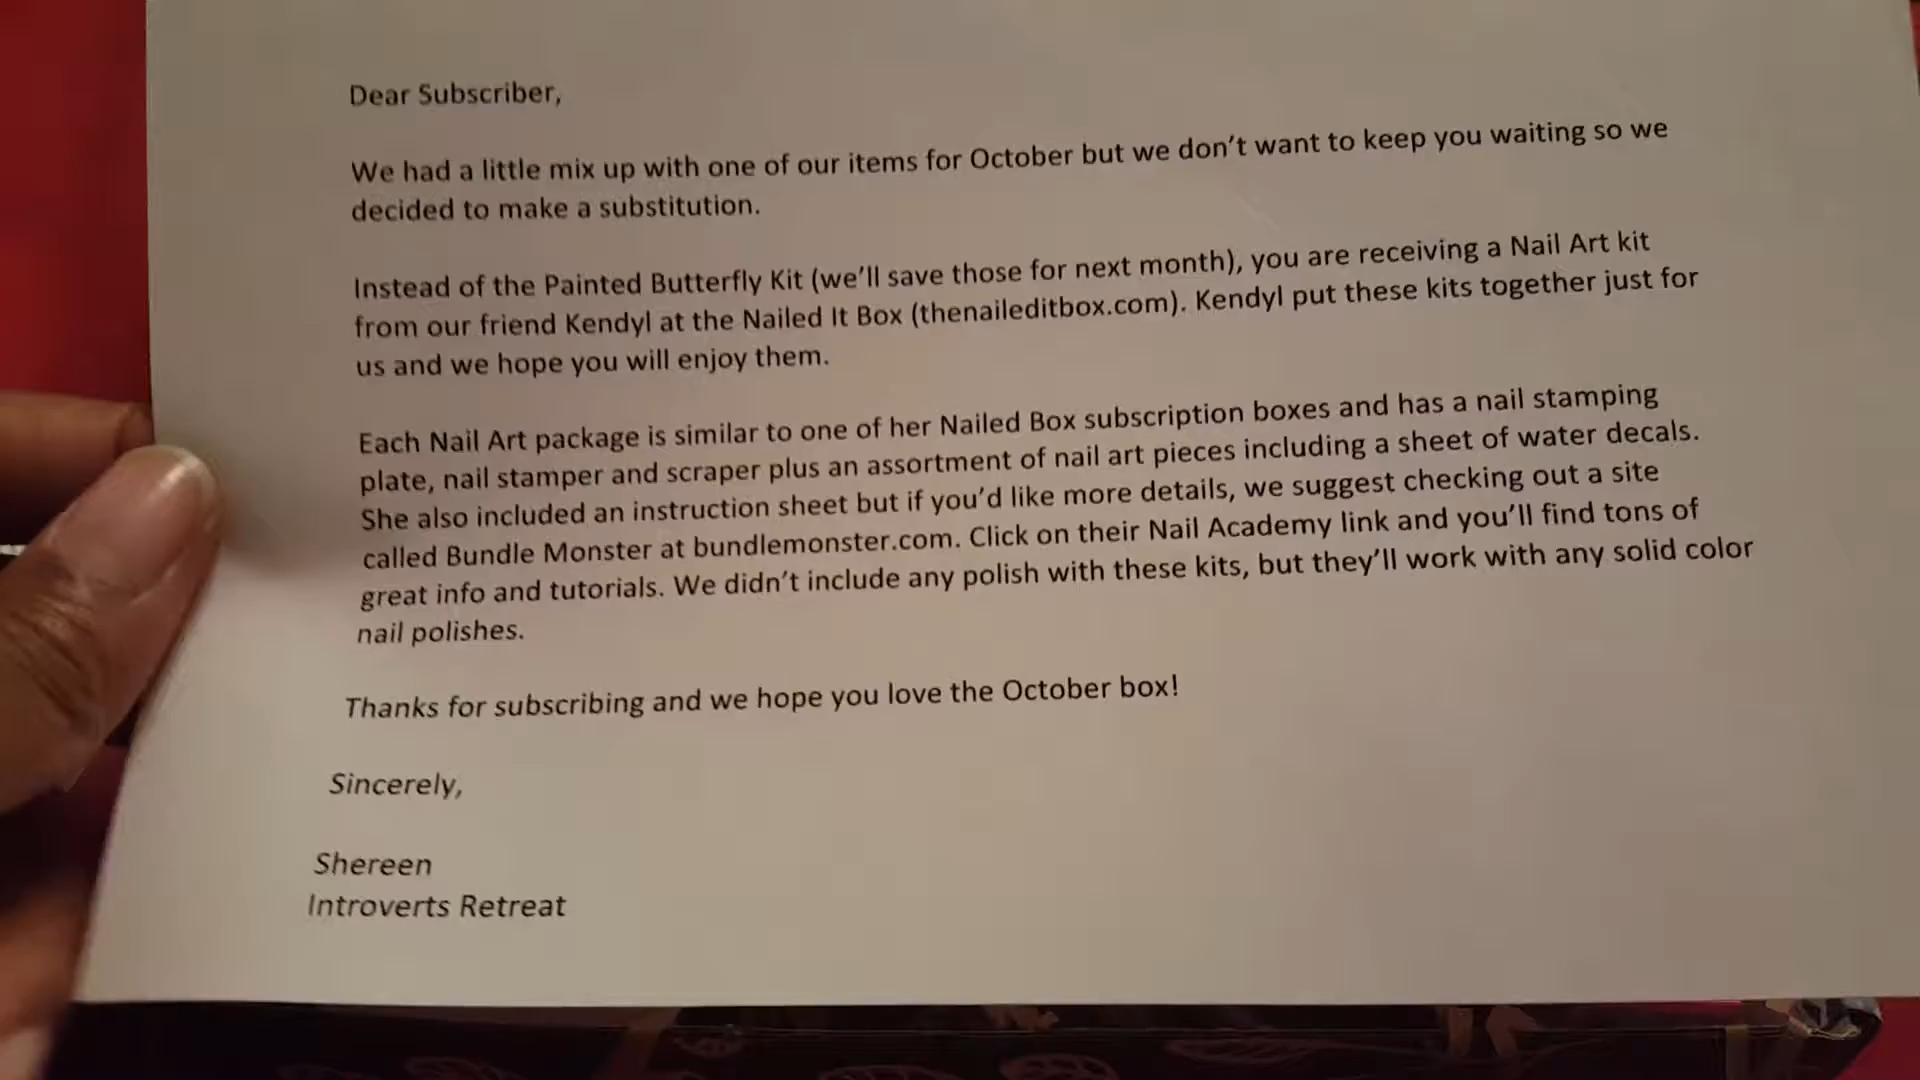 Dear Subscriber,
We had a little mix up with one of our items for October but we don't want to keep you waiting so we
decided to make a substitution.
Instead of the Painted Butterfly Kit (we'll save those for next month), you are receiving a Nail Art kit
from our friend Kendyl at the Nailed It Box (thenaileditbox.com). Kendyl put these kits together just for
us and we hope you will enjoy them.
Each Nail Art package is similar to one of her Nailed Box subscription boxes and has a nail stamping
plate, nail stamper and scraper plus an assortment of nail art pieces including a sheet of water decals.
She also included an instruction sheet but if you'd like more details, we suggest checking out a site
called Bundle Monster at bundlemonster.com. Click on their Nail Academy link and you'll find tons of
great info and tutorials. We didn't include any polish with these kits, but they'll work with any solid color
nail polishes.
Thanks for subscribing and we hope you love the October box!
Sincerely,
Shereen
Introverts Retreat